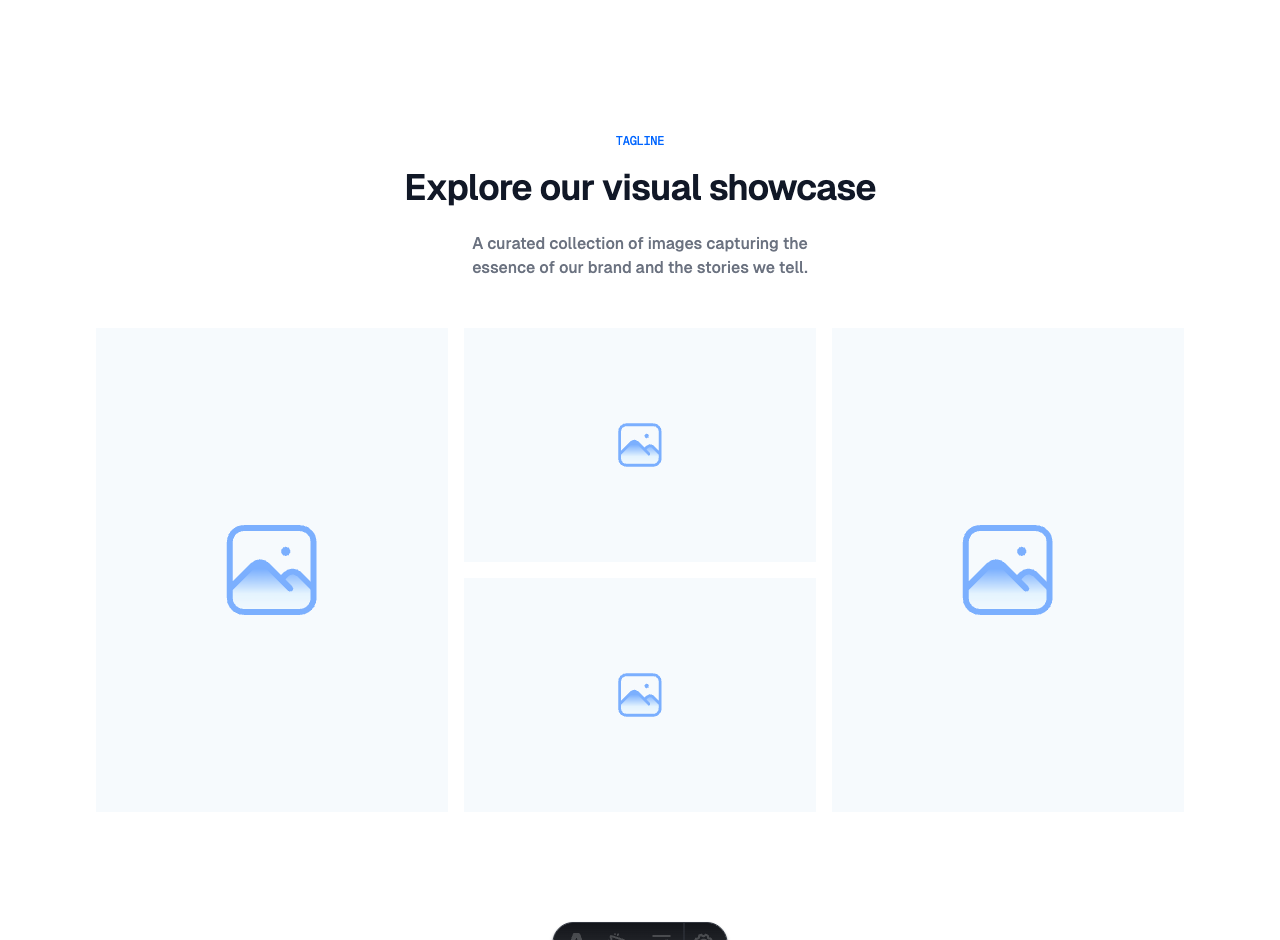 TAGLINE
Explore our visual showcase
A curated collection of images capturing the
essence of our brand and the stories we tell.